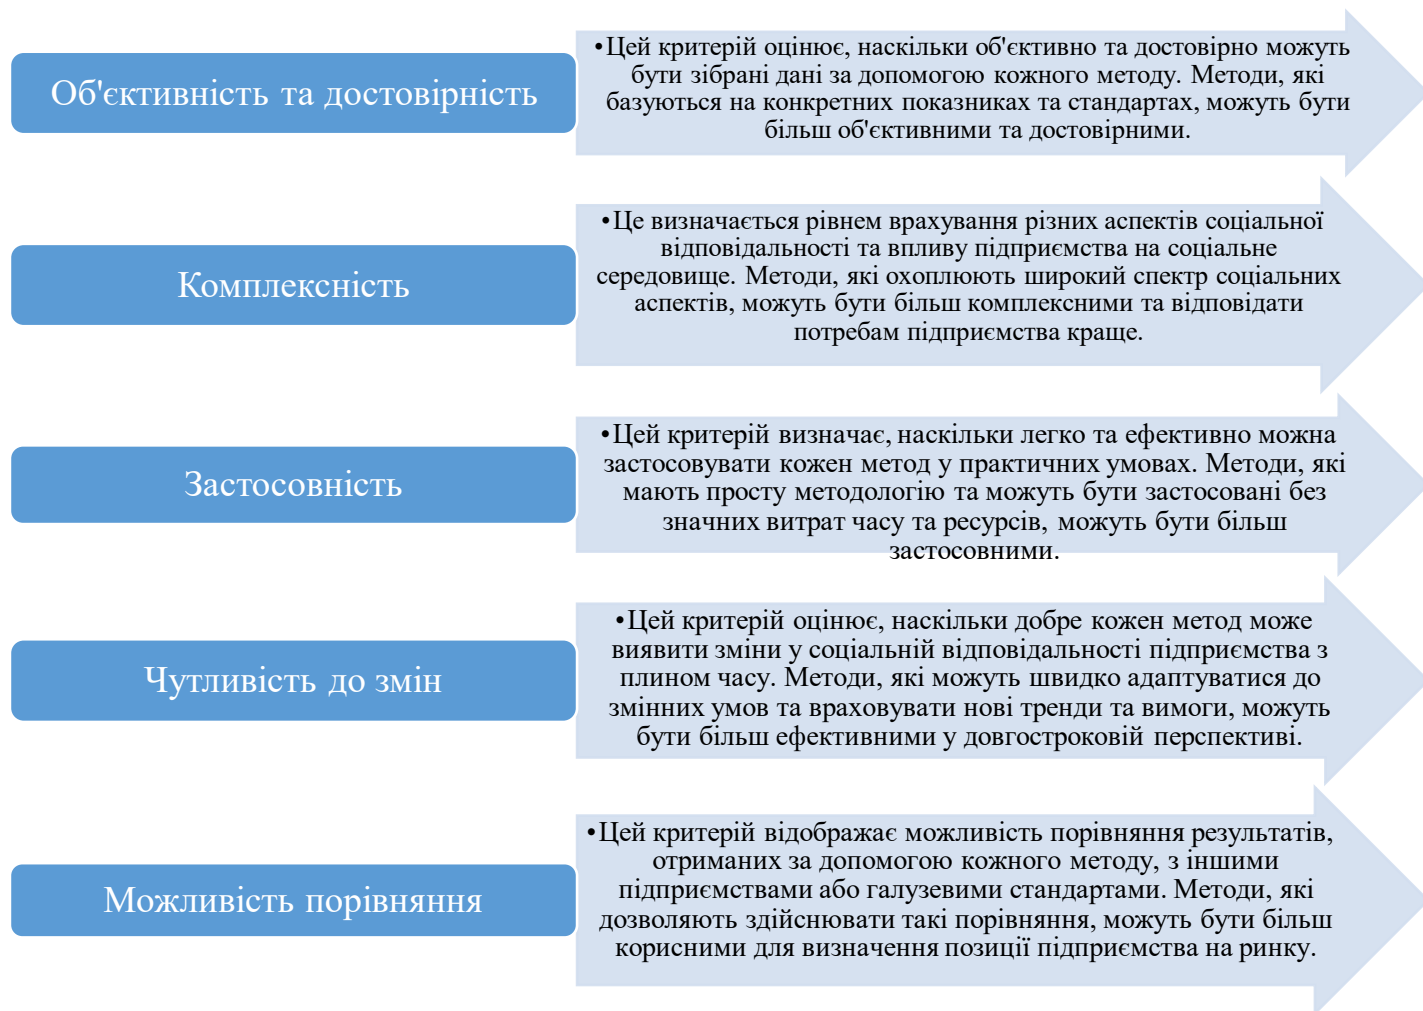 Об'єктивність та достовірність
•Цей критерій оцінює, наскільки об'єктивно та достовірно можуть
бути зібрані дані за допомогою кожного методу. Методи, які
базуються на конкретних показниках та стандартах, можуть бути
більш об'єктивними та достовірними.
Комплексність
•Це визначається рівнем врахування різних аспектів соціальної
відповідальності та впливу підприємства на соціальне
середовище. Методи, які охоплюють широкий спектр соціальних
аспектів, можуть бути більш комплексними та відповідати
потребам підприємства краще.
Застосовність
•Цей критерій визначає, наскільки легко та ефективно можна
застосовувати кожен метод у практичних умовах. Методи, які
мають просту методологію та можуть бути застосовані без
значних витрат часу та ресурсів, можуть бути більш
застосовними.
Чутливість до змін
•Цей критерій оцінює, наскільки добре кожен метод може
виявити зміни у соціальній відповідальності підприємства з
плином часу. Методи, які можуть швидко адаптуватися до
змінних умов та враховувати нові тренди та вимоги, можуть
бути більш ефективними у довгостроковій перспективі.
Можливість порівняння
•Цей критерій відображає можливість порівняння результатів,
отриманих за допомогою кожного методу, з іншими
підприємствами або галузевими стандартами. Методи, які
дозволяють здійснювати такі порівняння, можуть бути більш
корисними для визначення позиції підприємства на ринку.